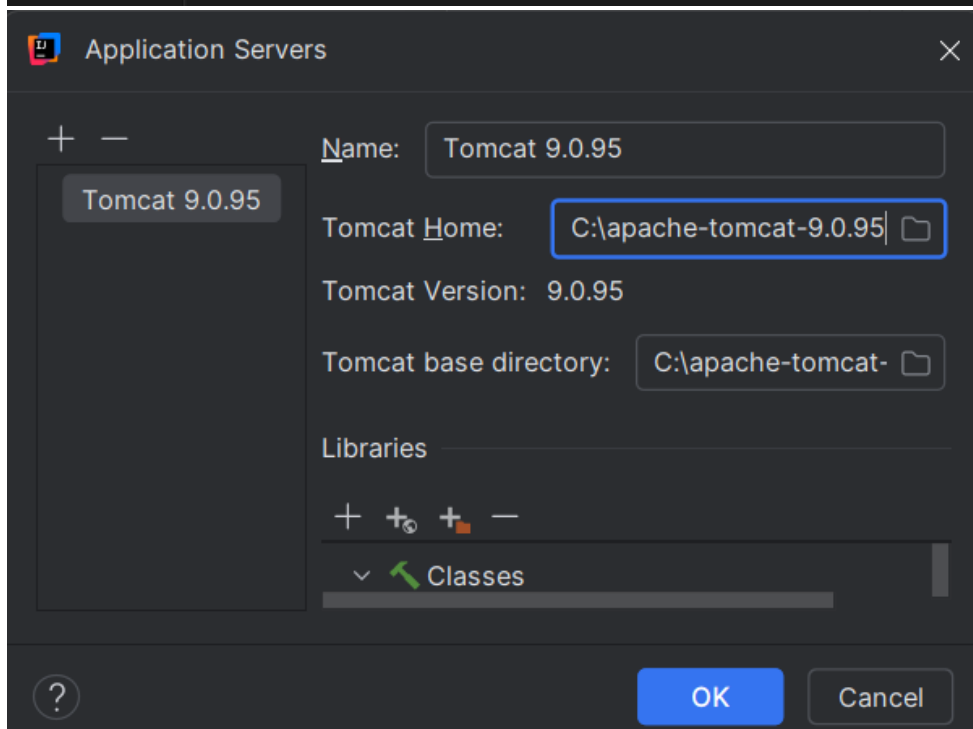 Application Servers
Name: Tomcat 9.0.95
Tomcat 9.0.95
Tomcat Home: C:\apache-tomcat-9.0.95
Tomcat Version: 9.0.95
Tomcat base directory: C:\apache-tomcat-
Libraries
Classes
?
OK
Cancel